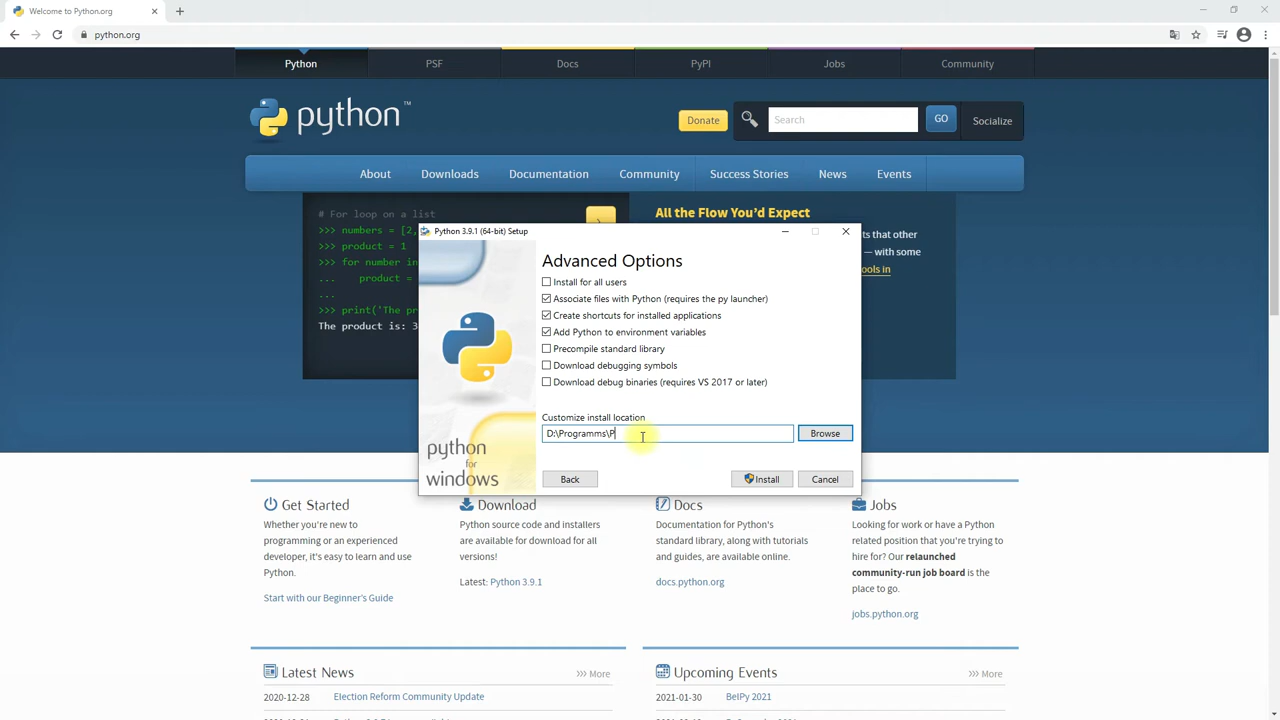 Welcome to Python.org
python.org
Python
PSF
Docs
PyPI
Jobs
Community
python™
Donate
Search
GO
Socialize
About
Downloads
Documentation
Community
Success Stories
News
Events
# For loop on a list
>>> numbers = [2,
>>> product = 1
>>> for number in
...    product =
...
>>> print('The pr
The product is: 3
All the Flow You'd Expect
ts that other
— with some
ools in
Python 3.9.1 (64-bit) Setup
Advanced Options
Install for all users
Associate files with Python (requires the py launcher)
Create shortcuts for installed applications
Add Python to environment variables
Precompile standard library
Download debugging symbols
Download debug binaries (requires VS 2017 or later)
Customize install location
D:\Programms\P
Browse
python
for
windows
Back
Install
Cancel
Get Started
Whether you're new to
programming or an experienced
developer, it's easy to learn and use
Python.
Start with our Beginner's Guide
Download
Python source code and installers
are available for download for all
versions!
Latest: Python 3.9.1
Docs
Documentation for Python's
standard library, along with tutorials
and guides, are available online.
docs.python.org
Jobs
Looking for work or have a Python
related position that you're trying to
hire for? Our relaunched
community-run job board is the
place to go.
jobs.python.org
Latest News
>>> More
2020-12-28 Election Reform Community Update
Upcoming Events
>>> More
2021-01-30 BelPy 2021